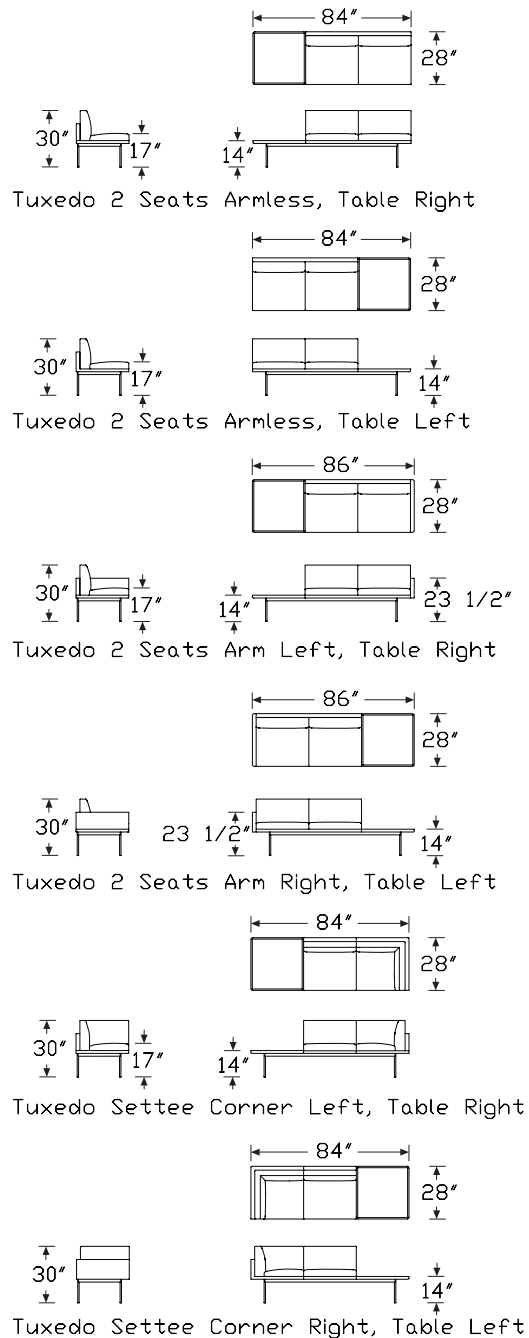 84"
28"
30" 17" 14"
Tuxedo 2 Seats Armless, Table Right
84"
28"
30" 17" 14"
Tuxedo 2 Seats Armless, Table Left
86"
28"
30" 17" 14" 23 1/2"
Tuxedo 2 Seats Arm Left, Table Right
86"
28"
30" 23 1/2" 14"
Tuxedo 2 Seats Arm Right, Table Left
84"
28"
30" 17" 14"
Tuxedo Settee Corner Left, Table Right
84"
28"
30" 14"
Tuxedo Settee Corner Right, Table Left